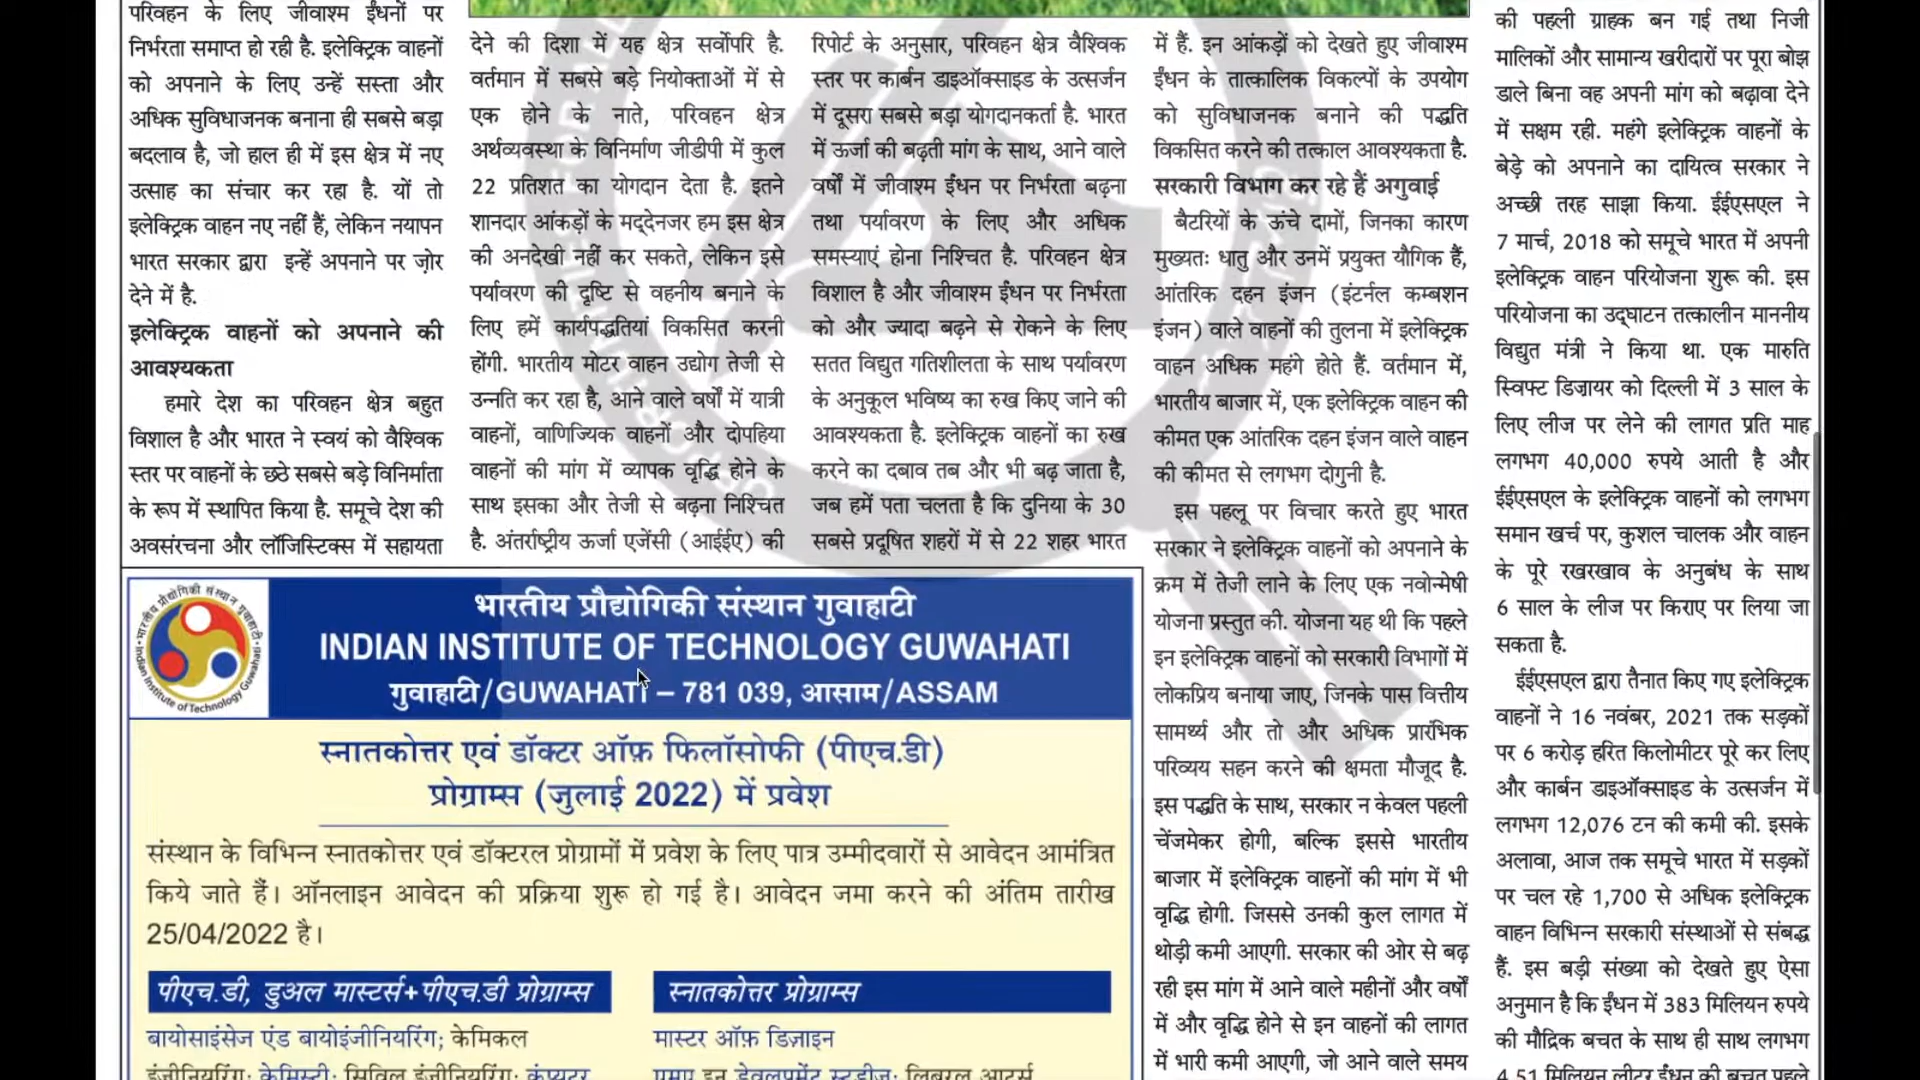 परिवहन के लिए जीवाश्म ईंधनों पर
निर्भरता समाप्त हो रही है. इलेक्ट्रिक वाहनों
को अपनाने के लिए उन्हें सस्ता और
अधिक सुविधाजनक बनाना ही सबसे बड़ा
बदलाव है, जो हाल ही में इस क्षेत्र में नए
उत्साह का संचार कर रहा है. यों तो
इलेक्ट्रिक वाहन नए नहीं हैं, लेकिन नयापन
भारत सरकार द्वारा इन्हें अपनाने पर ज़ोर
देने में है.
इलेक्ट्रिक वाहनों को अपनाने की
आवश्यकता
हमारे देश का परिवहन क्षेत्र बहुत
विशाल है और भारत ने स्वयं को वैश्विक
स्तर पर वाहनों के छठे सबसे बड़े विनिर्माता
के रूप में स्थापित किया है. समूचे देश की
अवसंरचना और लॉजिस्टिक्स में सहायता
देने की दिशा में यह क्षेत्र सर्वोपरि है.
वर्तमान में सबसे बड़े नियोक्ताओं में से
एक होने के नाते, परिवहन क्षेत्र
अर्थव्यवस्था के विनिर्माण जीडीपी में कुल
22 प्रतिशत का योगदान देता है. इतने
शानदार आंकड़ों के मद्देनजर हम इस क्षेत्र
की अनदेखी नहीं कर सकते, लेकिन इसे
पर्यावरण की दृष्टि से वहनीय बनाने के
लिए हमें कार्यपद्धतियां विकसित करनी
होंगी. भारतीय मोटर वाहन उद्योग तेजी से
उन्नति कर रहा है, आने वाले वर्षों में यात्री
वाहनों, वाणिज्यिक वाहनों और दोपहिया
वाहनों की मांग में व्यापक वृद्धि होने के
साथ इसका और तेजी से बढ़ना निश्चित
है. अंतर्राष्ट्रीय ऊर्जा एजेंसी (आईईए) की
रिपोर्ट के अनुसार, परिवहन क्षेत्र वैश्विक
स्तर पर कार्बन डाइऑक्साइड के उत्सर्जन
में दूसरा सबसे बड़ा योगदानकर्ता है. भारत
में ऊर्जा की बढ़ती मांग के साथ, आने वाले
वर्षों में जीवाश्म ईंधन पर निर्भरता बढ़ना
तथा पर्यावरण के लिए और अधिक
समस्याएं होना निश्चित है. परिवहन क्षेत्र
विशाल है और जीवाश्म ईंधन पर निर्भरता
को और ज्यादा बढ़ने से रोकने के लिए
सतत विद्युत गतिशीलता के साथ पर्यावरण
के अनुकूल भविष्य का रुख किए जाने की
आवश्यकता है. इलेक्ट्रिक वाहनों का रुख
करने का दबाव तब और भी बढ़ जाता है,
जब हमें पता चलता है कि दुनिया के 30
सबसे प्रदूषित शहरों में से 22 शहर भारत
में हैं. इन आंकड़ों को देखते हुए जीवाश्म
ईंधन के तात्कालिक विकल्पों के उपयोग
को सुविधाजनक बनाने की पद्धति
विकसित करने की तत्काल आवश्यकता है.
सरकारी विभाग कर रहे हैं अगुवाई
बैटरियों के ऊंचे दामों, जिनका कारण
मुख्यतः धातु और उनमें प्रयुक्त यौगिक हैं,
आंतरिक दहन इंजन (इंटर्नल कम्बशन
इंजन) वाले वाहनों की तुलना में इलेक्ट्रिक
वाहन अधिक महंगे होते हैं. वर्तमान में,
भारतीय बाजार में, एक इलेक्ट्रिक वाहन की
कीमत एक आंतरिक दहन इंजन वाले वाहन
की कीमत से लगभग दोगुनी है.
इस पहलू पर विचार करते हुए भारत
सरकार ने इलेक्ट्रिक वाहनों को अपनाने के
क्रम में तेजी लाने के लिए एक नवोन्मेषी
योजना प्रस्तुत की. योजना यह थी कि पहले
इन इलेक्ट्रिक वाहनों को सरकारी विभागों में
लोकप्रिय बनाया जाए, जिनके पास वित्तीय
सामर्थ्य और तो और अधिक प्रारंभिक
परिव्यय सहन करने की क्षमता मौजूद है.
इस पद्धति के साथ, सरकार न केवल पहली
चेंजमेकर होगी, बल्कि इससे भारतीय
बाजार में इलेक्ट्रिक वाहनों की मांग में भी
वृद्धि होगी. जिससे उनकी कुल लागत में
थोड़ी कमी आएगी. सरकार की ओर से बढ़
रही इस मांग में आने वाले महीनों और वर्षों
में और वृद्धि होने से इन वाहनों की लागत
में भारी कमी आएगी, जो आने वाले समय
की पहली ग्राहक बन गई तथा निजी
मालिकों और सामान्य खरीदारों पर पूरा बोझ
डाले बिना वह अपनी मांग को बढ़ावा देने
में सक्षम रही. महंगे इलेक्ट्रिक वाहनों के
बेड़े को अपनाने का दायित्व सरकार ने
अच्छी तरह साझा किया. ईईएसएल ने
7 मार्च, 2018 को समूचे भारत में अपनी
इलेक्ट्रिक वाहन परियोजना शुरू की. इस
परियोजना का उद्घाटन तत्कालीन माननीय
विद्युत मंत्री ने किया था. एक मारुति
स्विफ्ट डिज़ायर को दिल्ली में 3 साल के
लिए लीज पर लेने की लागत प्रति माह
लगभग 40,000 रुपये आती है और
ईईएसएल के इलेक्ट्रिक वाहनों को लगभग
समान खर्च पर, कुशल चालक और वाहन
के पूरे रखरखाव के अनुबंध के साथ
6 साल के लीज पर किराए पर लिया जा
सकता है.
ईईएसएल द्वारा तैनात किए गए इलेक्ट्रिक
वाहनों ने 16 नवंबर, 2021 तक सड़कों
पर 6 करोड़ हरित किलोमीटर पूरे कर लिए
और कार्बन डाइऑक्साइड के उत्सर्जन में
लगभग 12,076 टन की कमी की. इसके
अलावा, आज तक समूचे भारत में सड़कों
पर चल रहे 1,700 से अधिक इलेक्ट्रिक
वाहन विभिन्न सरकारी संस्थाओं से संबद्ध
हैं. इस बड़ी संख्या को देखते हुए ऐसा
अनुमान है कि ईंधन में 383 मिलियन रुपये
की मौद्रिक बचत के साथ ही साथ लगभग
4.51 मिलियन लीटर ईंधन की बचत पहले
भारतीय प्रौद्योगिकी संस्थान गुवाहाटी
INDIAN INSTITUTE OF TECHNOLOGY GUWAHATI
गुवाहाटी/GUWAHATI – 781 039, आसाम/ASSAM
भारतीय प्रौद्योगिकी संस्थान गुवाहाटी
Indian Institute of Technology Guwahati
स्नातकोत्तर एवं डॉक्टर ऑफ़ फिलॉसोफी (पीएच.डी)
प्रोग्राम्स (जुलाई 2022) में प्रवेश
संस्थान के विभिन्न स्नातकोत्तर एवं डॉक्टरल प्रोग्रामों में प्रवेश के लिए पात्र उम्मीदवारों से आवेदन आमंत्रित
किये जाते हैं। ऑनलाइन आवेदन की प्रक्रिया शुरू हो गई है। आवेदन जमा करने की अंतिम तारीख
25/04/2022 है।
पीएच.डी, डुअल मास्टर्स+पीएच.डी प्रोग्राम्स
बायोसाइंसेज एंड बायोइंजीनियरिंग; केमिकल
इंजीनियरिंग; केमिस्ट्री; सिविल इंजीनियरिंग; कंप्यूटर
स्नातकोत्तर प्रोग्राम्स
मास्टर ऑफ़ डिज़ाइन
एमए इन डेवलपमेंट स्टडीज; लिबरल आर्ट्स